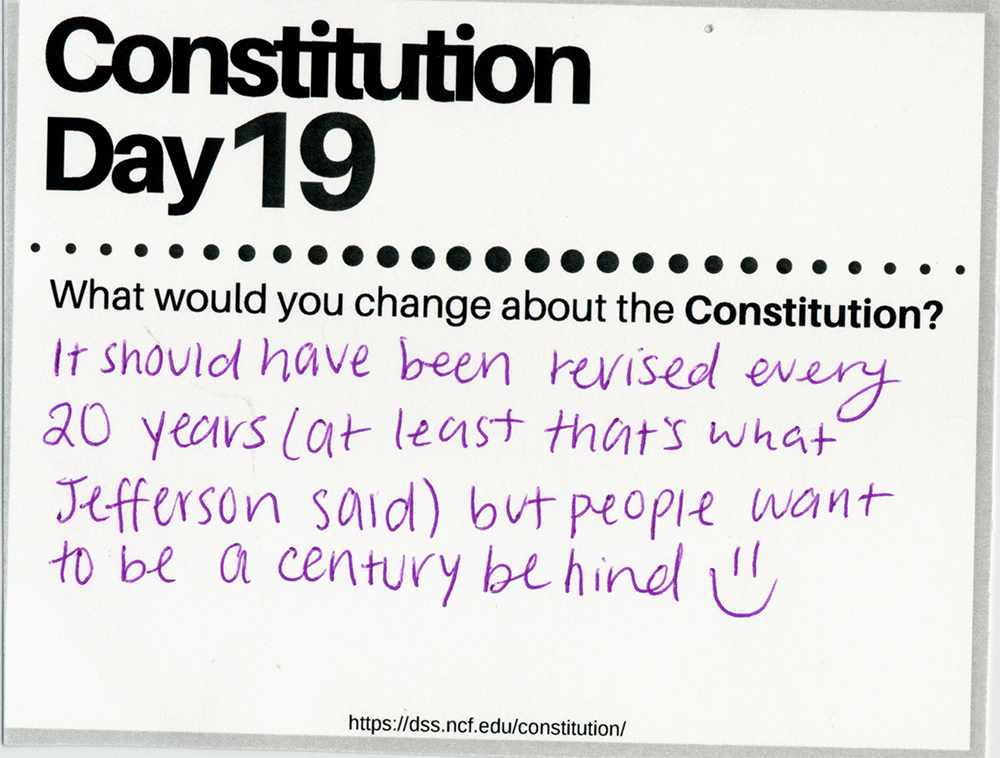 Constitution
Day 19
What would you change about the Constitution?
It should have been revised every
20 years (at least that's what
Jefferson said) but people want
to be a century behind
https://dss.ncf.edu/constitution/